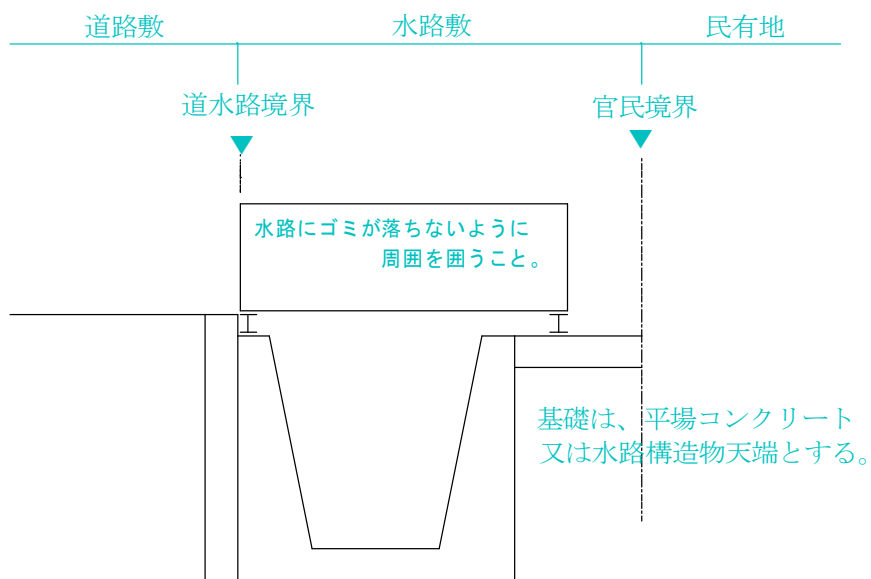 道路敷
水路敷
民有地
道水路境界
官民境界
水路にゴミが落ちないように
周囲を囲うこと。
基礎は、平場コンクリート
又は水路構造物天端とする。